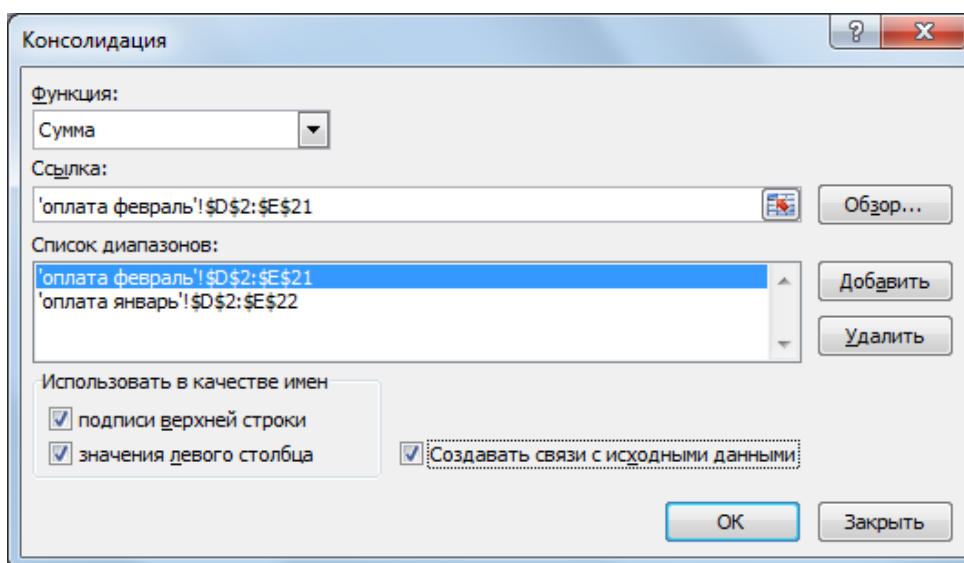 Консолидация
Функция:
Сумма
Ссылка:
'оплата февраль'!$D$2:$E$21
Обзор...
Список диапазонов:
'оплата февраль'!$D$2:$E$21
'оплата январь'!$D$2:$E$22
Добавить
Удалить
Использовать в качестве имен
подписи верхней строки
значения левого столбца
Создавать связи с исходными данными
ОК
Закрыть